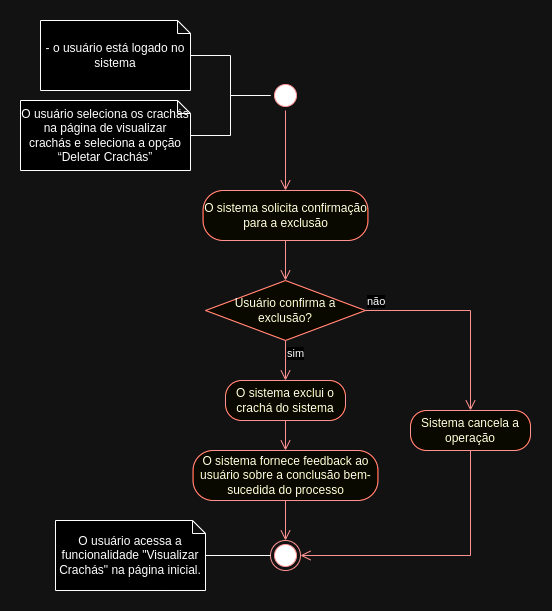 - o usuário está logado no
sistema
O usuário seleciona os crachás
na página de visualizar
crachás e seleciona a opção
“Deletar Crachás”
O sistema solicita confirmação
para a exclusão
Usuário confirma a
exclusão?
não
sim
O sistema exclui o
crachá do sistema
Sistema cancela a
operação
O sistema fornece feedback ao
usuário sobre a conclusão bem-
sucedida do processo
O usuário acessa a
funcionalidade "Visualizar
Crachás" na página inicial.